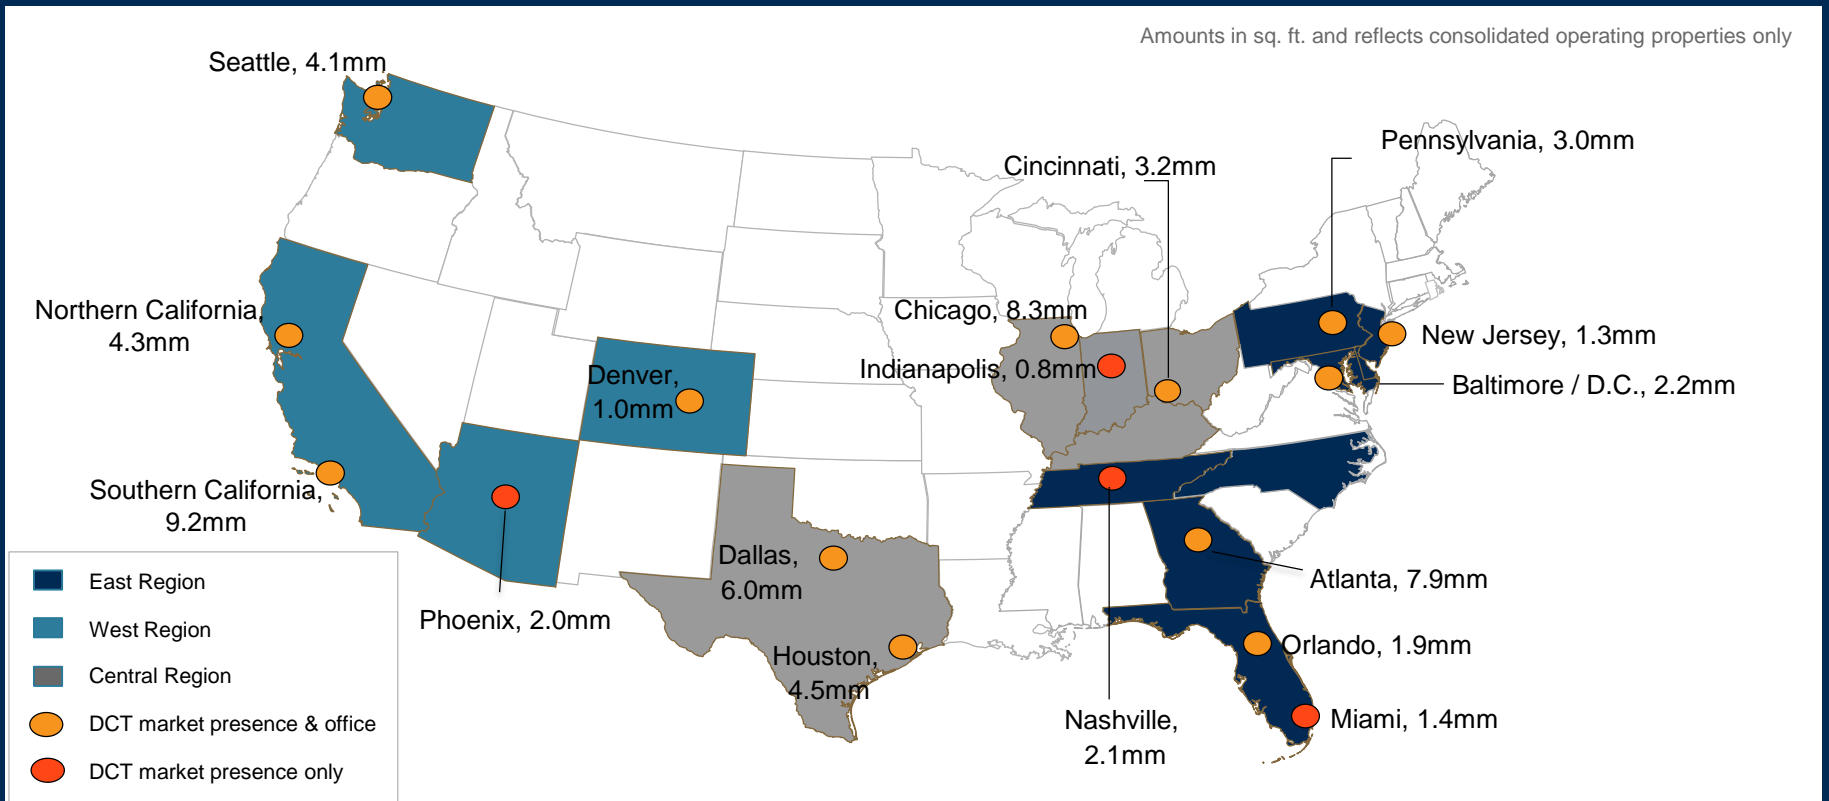 Amounts in sq. ft. and reflects consolidated operating properties only
Seattle, 4.1mm
Pennsylvania, 3.0mm
Cincinnati, 3.2mm
Northern California,
4.3mm
Chicago, 8.3mm
New Jersey, 1.3mm
Indianapolis, 0.8mm
Denver,
1.0mm
Baltimore / D.C., 2.2mm
Southern California,
9.2mm
Dallas,
6.0mm
Atlanta, 7.9mm
Phoenix, 2.0mm
Orlando, 1.9mm
Houston,
4.5mm
Nashville,
2.1mm
Miami, 1.4mm
East Region
West Region
Central Region
DCT market presence & office
DCT market presence only